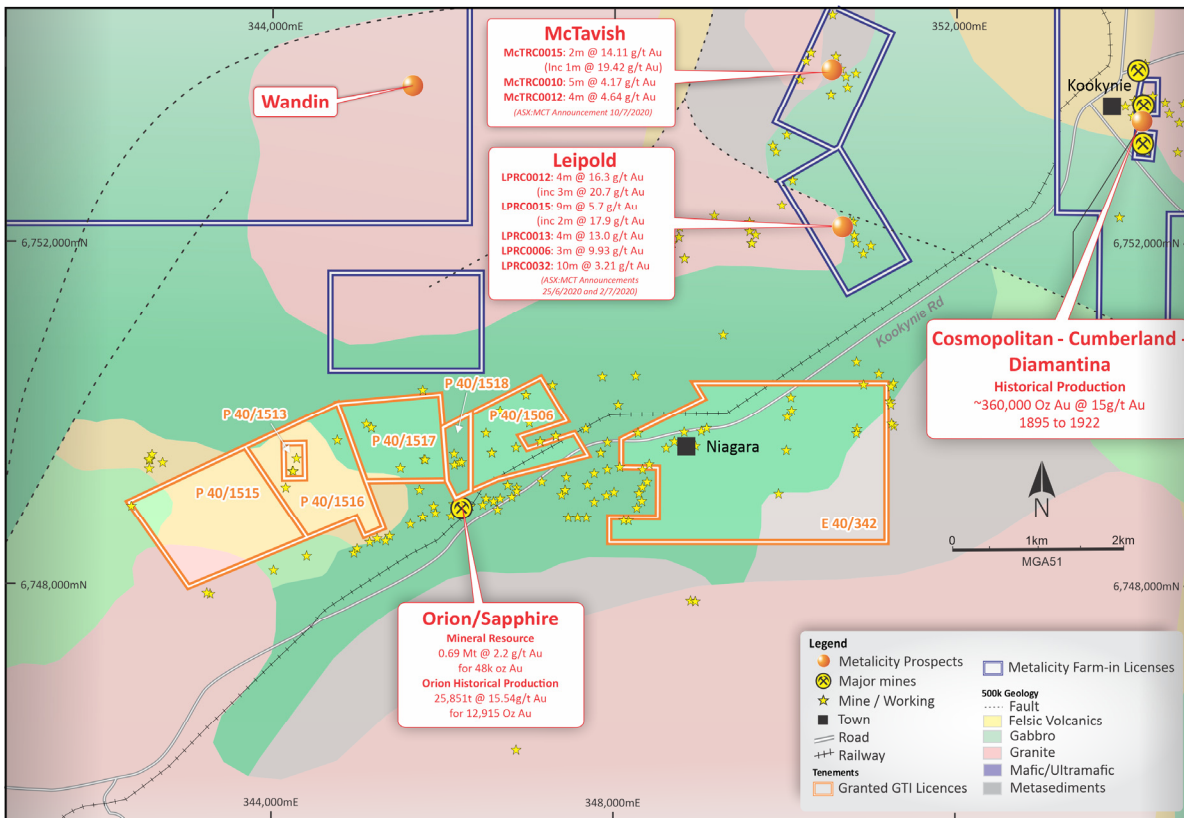 344,000mE
352,000mE
McTavish
McTRC0015: 2m @ 14.11 g/t Au
(Inc 1m @ 19.42 g/t Au)
McTRC0010: 5m @ 4.17 g/t Au
McTRC0012: 4m @ 4.64 g/t Au
(ASX:MCT Announcement 10/7/2020)
Wandin
Kookynie
Leipold
LPRC0012: 4m @ 16.3 g/t Au
(inc 3m @ 20.7 g/t Au
LPRC0015: 9m @ 5.7 g/t Au
(inc 2m @ 17.9 g/t Au
LPRC0013: 4m @ 13.0 g/t Au
LPRC0006: 3m @ 9.93 g/t Au
LPRC0032: 10m @ 3.21 g/t Au
(ASX:MCT Announcements
25/6/2020 and 2/7/2020)
6,752,000mN
6,752,000mN
Kookynie Rd
Cosmopolitan - Cumberland -
Diamantina
Historical Production
~360,000 Oz Au @ 15g/t Au
1895 to 1922
P 40/1518
P 40/1513
P 40/1506
P 40/1517
Niagara
P 40/1515
P 40/1516
E 40/342
N
0 1km 2km
MGA51
6,748,000mN
6,748,000mN
Orion/Sapphire
Mineral Resource
0.69 Mt @ 2.2 g/t Au
for 48k oz Au
Orion Historical Production
25,851t @ 15.54g/t Au
for 12,915 Oz Au
Legend
Metalicity Prospects
Major mines
Mine / Working
Town
Road
Railway
Tenements
Granted GTI Licences
Metalicity Farm-in Licenses
500k Geology
Fault
Felsic Volcanics
Gabbro
Granite
Mafic/Ultramafic
Metasediments
344,000mE
348,000mE